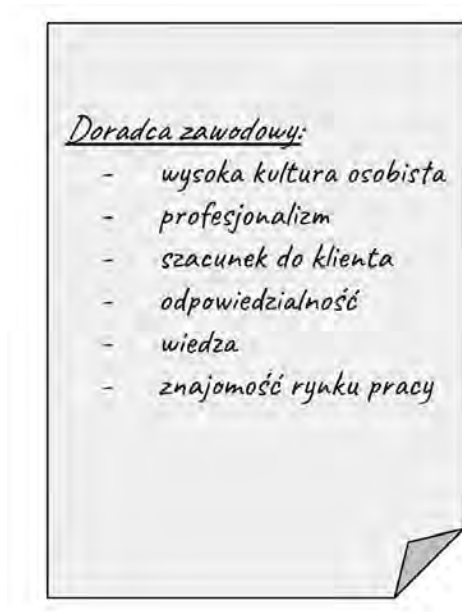 Doradca zawodowy:
- wysoka kultura osobista
- profesjonalizm
- szacunek do klienta
- odpowiedzialność
- wiedza
- znajomość rynku pracy